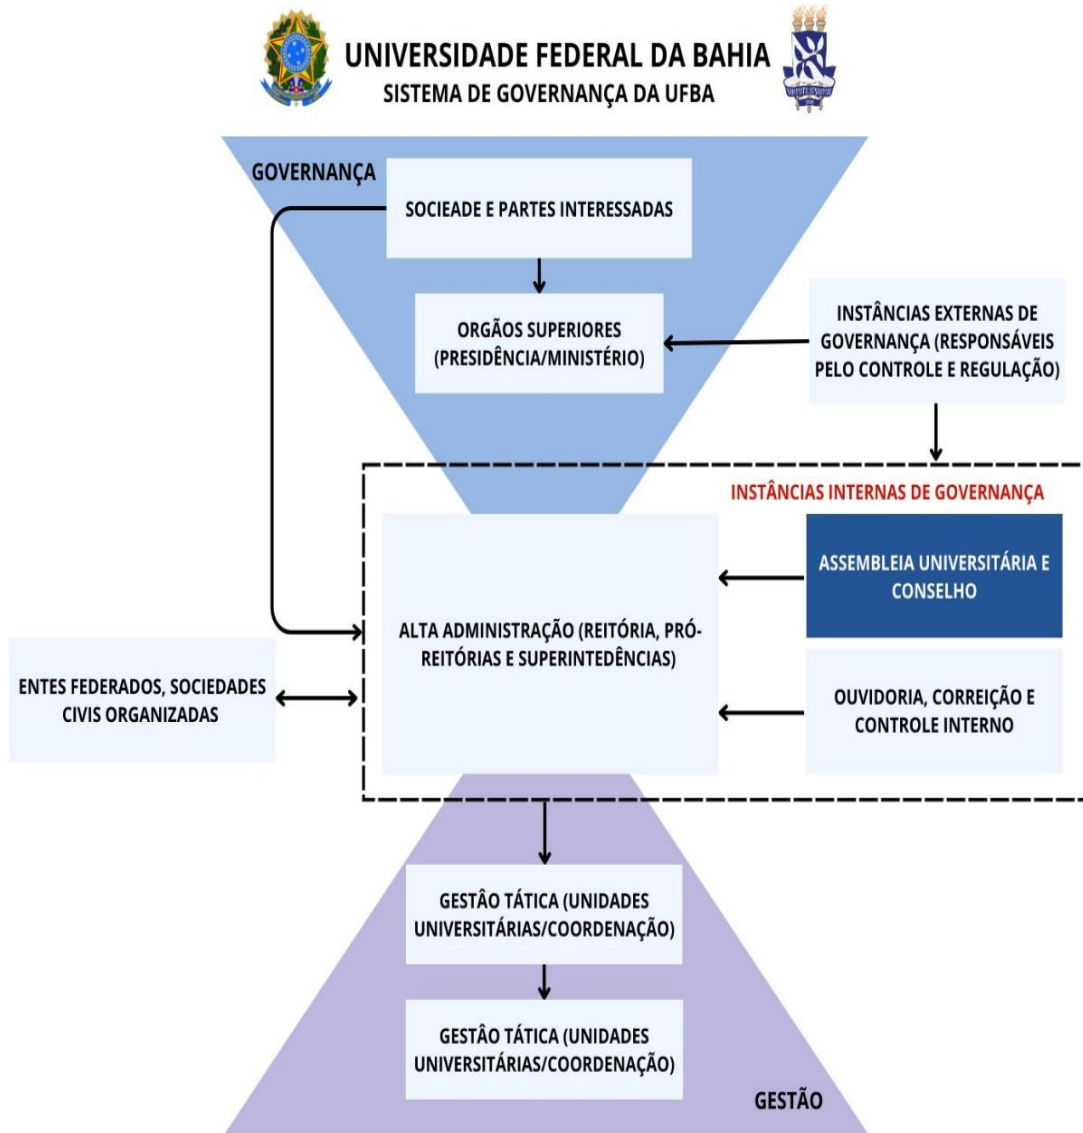 UNIVERSIDADE FEDERAL DA BAHIA
SISTEMA DE GOVERNANÇA DA UFBA
GOVERNANÇA
SOCIEADE E PARTES INTERESSADAS
ORGÃOS SUPERIORES
(PRESIDÊNCIA/MINISTÉRIO)
INSTÂNCIAS EXTERNAS DE
GOVERNANÇA (RESPONSÁVEIS
PELO CONTROLE E REGULAÇÃO)
INSTÂNCIAS INTERNAS DE GOVERNANÇA
ASSEMBLEIA UNIVERSITÁRIA E
CONSELHO
ALTA ADMINISTRAÇÃO (REITÓRIA, PRÓ-
REITÓRIAS E SUPERINTEDÊNCIAS)
ENTES FEDERADOS, SOCIEDADES
CIVIS ORGANIZADAS
OUVIDORIA, CORREIÇÃO E
CONTROLE INTERNO
GESTÂO TÁTICA (UNIDADES
UNIVERSITÁRIAS/COORDENAÇÃO)
GESTÂO TÁTICA (UNIDADES
UNIVERSITÁRIAS/COORDENAÇÃO)
GESTÃO